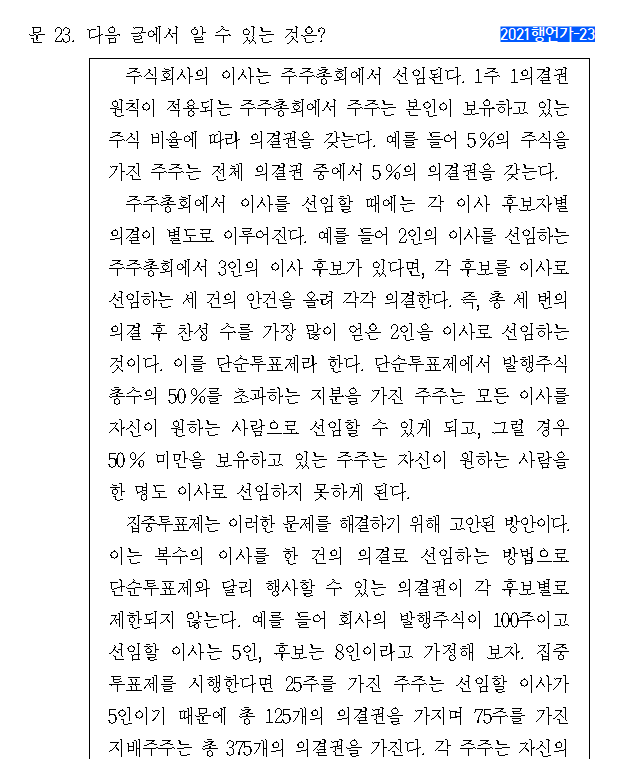 문 23. 다음 글에서 알 수 있는 것은?
2021행언가-23
주식회사의 이사는 주주총회에서 선임된다. 1주 1의결권
원칙이 적용되는 주주총회에서 주주는 본인이 보유하고 있는
주식 비율에 따라 의결권을 갖는다. 예를 들어 5%의 주식을
가진 주주는 전체 의결권 중에서 5%의 의결권을 갖는다.
주주총회에서 이사를 선임할 때에는 각 이사 후보자별
의결이 별도로 이루어진다. 예를 들어 2인의 이사를 선임하는
주주총회에서 3인의 이사 후보가 있다면, 각 후보를 이사로
선임하는 세 건의 안건을 올려 각각 의결한다. 즉, 총 세 번의
의결 후 찬성 수를 가장 많이 얻은 2인을 이사로 선임하는
것이다. 이를 단순투표제라 한다. 단순투표제에서 발행주식
총수의 50%를 초과하는 지분을 가진 주주는 모든 이사를
자신이 원하는 사람으로 선임할 수 있게 되고, 그럴 경우
50% 미만을 보유하고 있는 주주는 자신이 원하는 사람을
한 명도 이사로 선임하지 못하게 된다.
집중투표제는 이러한 문제를 해결하기 위해 고안된 방안이다.
이는 복수의 이사를 한 건의 의결로 선임하는 방법으로
단순투표제와 달리 행사할 수 있는 의결권이 각 후보별로
제한되지 않는다. 예를 들어 회사의 발행주식이 100주이고
선임할 이사는 5인, 후보는 8인이라고 가정해 보자. 집중
투표제를 시행한다면 25주를 가진 주주는 선임할 이사가
5인이기 때문에 총 125개의 의결권을 가지며 75주를 가진
지배주주는 총 375개의 의결권을 가진다. 각 주주는 자신의